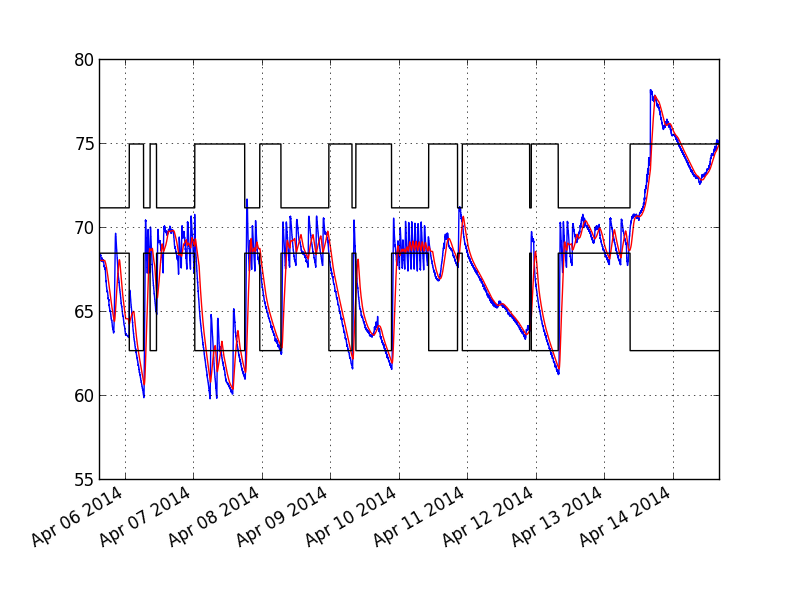 80
75
70
65
60
55
Apr 06 2014
Apr 07 2014
Apr 08 2014
Apr 09 2014
Apr 10 2014
Apr 11 2014
Apr 12 2014
Apr 13 2014
Apr 14 2014